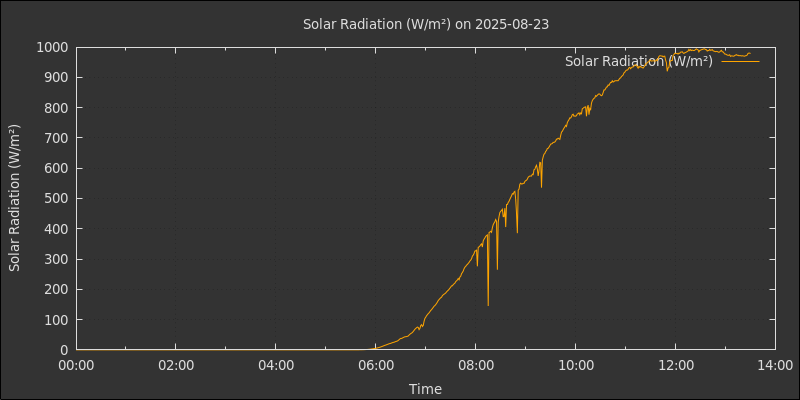 Solar Radiation (W/m²) on 2025-08-23
Solar Radiation (W/m²)
Solar Radiation (W/m²)
1000
900
800
700
600
500
400
300
200
100
0
00:00 02:00 04:00 06:00 08:00 10:00 12:00 14:00
Time